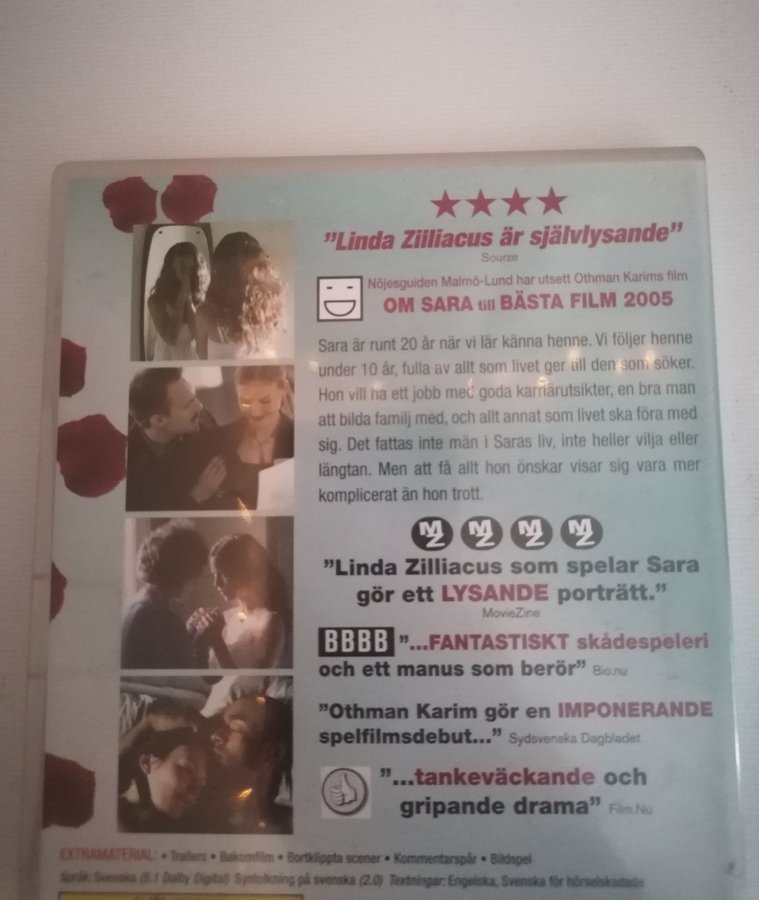 "Linda Ziiliacus är självlysande"
Sourze
Nöjesguiden Malmö-Lund har utsett Othman Karims film
OM SARA till BÄSTA FILM 2005
Sara är runt 20 år när vi lär känna henne. Vi följer henne
under 10 år, fulla av allt som livet ger till den som söker.
Hon vill ha ett jobb med goda karriärutsikter, en bra man
att bilda familj med, och allt annat som livet ska föra med
sig. Det fattas inte män i Saras liv, inte heller vilja eller
längtan. Men att få allt hon önskar visar sig vara mer
komplicerat än hon trott.
MZ MZ MZ MZ
"Linda Zilliacus som spelar Sara
gör ett LYSANDE porträtt."
MovieZine
BBBB "...FANTASTISKT skådespeleri
och ett manus som berör" Bio.nu
"Othman Karim gör en IMPONERANDE
spelfilmsdebut..." Sydsvenska Dagbladet
"...tankeväckande och
gripande drama" Film.Nu
EXTRAMATERIAL: • Trailers • Bakomfilm • Bortklippta scener • Kommentarspår • Bildspel
Språk: Svenska (5.1 Dolby Digital) Syntolkning på svenska (2.0) Textningar: Engelska, Svenska för hörselskadade